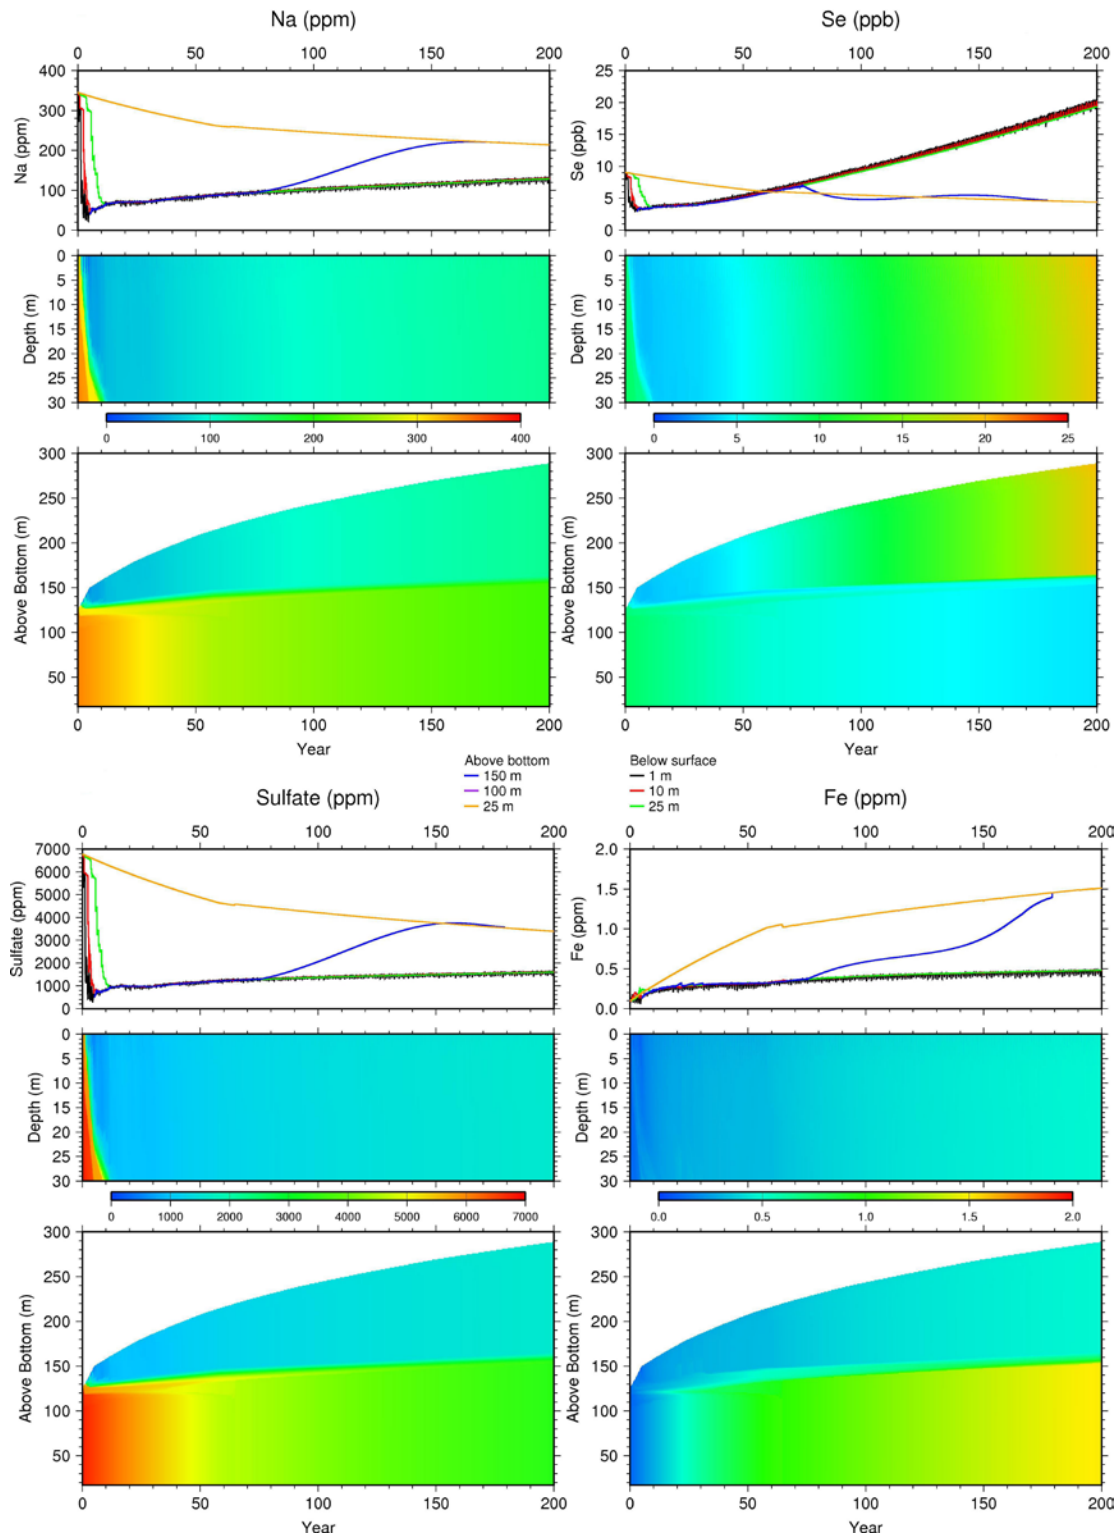 Na (ppm)
0 50 100 150 200
400
300
200
100
0
Na (ppm)
0
5
10
15
20
25
30
Depth (m)
0 100 200 300 400
300
250
200
150
100
50
Above Bottom (m)
0 50 100 150 200
Year
Se (ppb)
0 50 100 150 200
25
20
15
10
5
0
Se (ppb)
0
5
10
15
20
25
30
Depth (m)
0 5 10 15 20 25
300
250
200
150
100
50
Above Bottom (m)
0 50 100 150 200
Year
Above bottom
150 m
100 m
25 m
Below surface
1 m
10 m
25 m
Sulfate (ppm)
0 50 100 150 200
7000
6000
5000
4000
3000
2000
1000
0
Sulfate (ppm)
0
5
10
15
20
25
30
Depth (m)
0 1000 2000 3000 4000 5000 6000 7000
300
250
200
150
100
50
Above Bottom (m)
0 50 100 150 200
Year
Fe (ppm)
0 50 100 150 200
2.0
1.5
1.0
0.5
0.0
Fe (ppm)
0
5
10
15
20
25
30
Depth (m)
0.0 0.5 1.0 1.5 2.0
300
250
200
150
100
50
Above Bottom (m)
0 50 100 150 200
Year